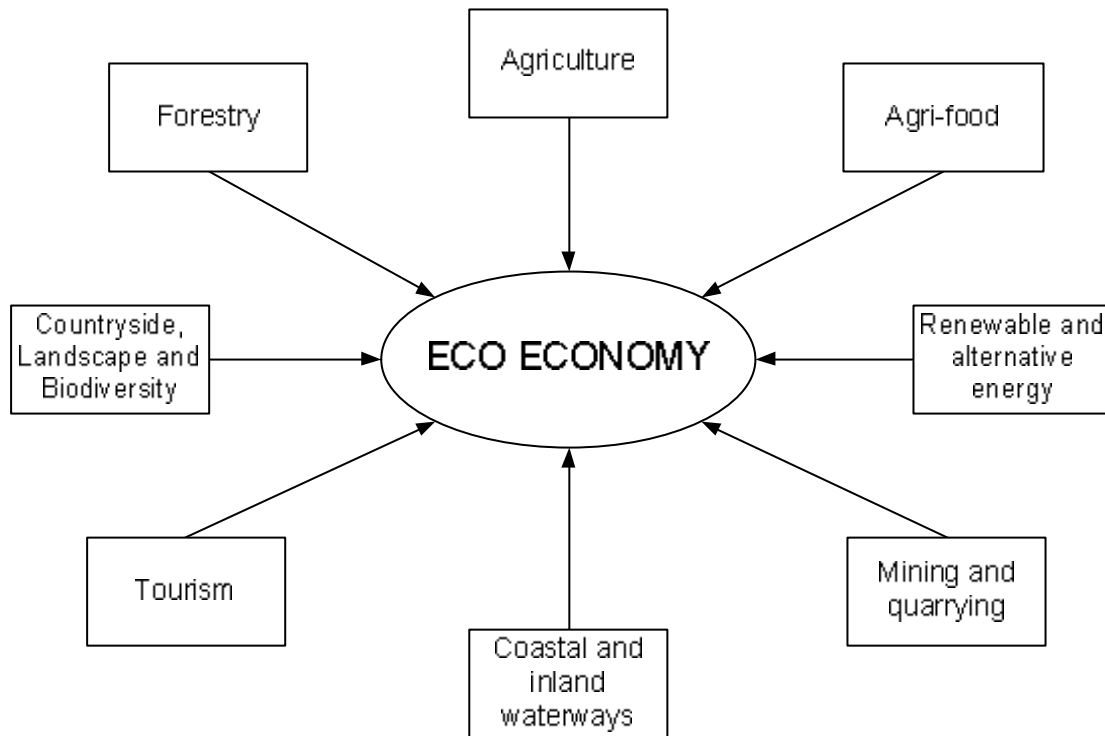 Agriculture
Forestry
Agri-food
Countryside,
Landscape and
Biodiversity
ECO ECONOMY
Renewable and
alternative
energy
Tourism
Mining and
quarrying
Coastal and
inland
waterways